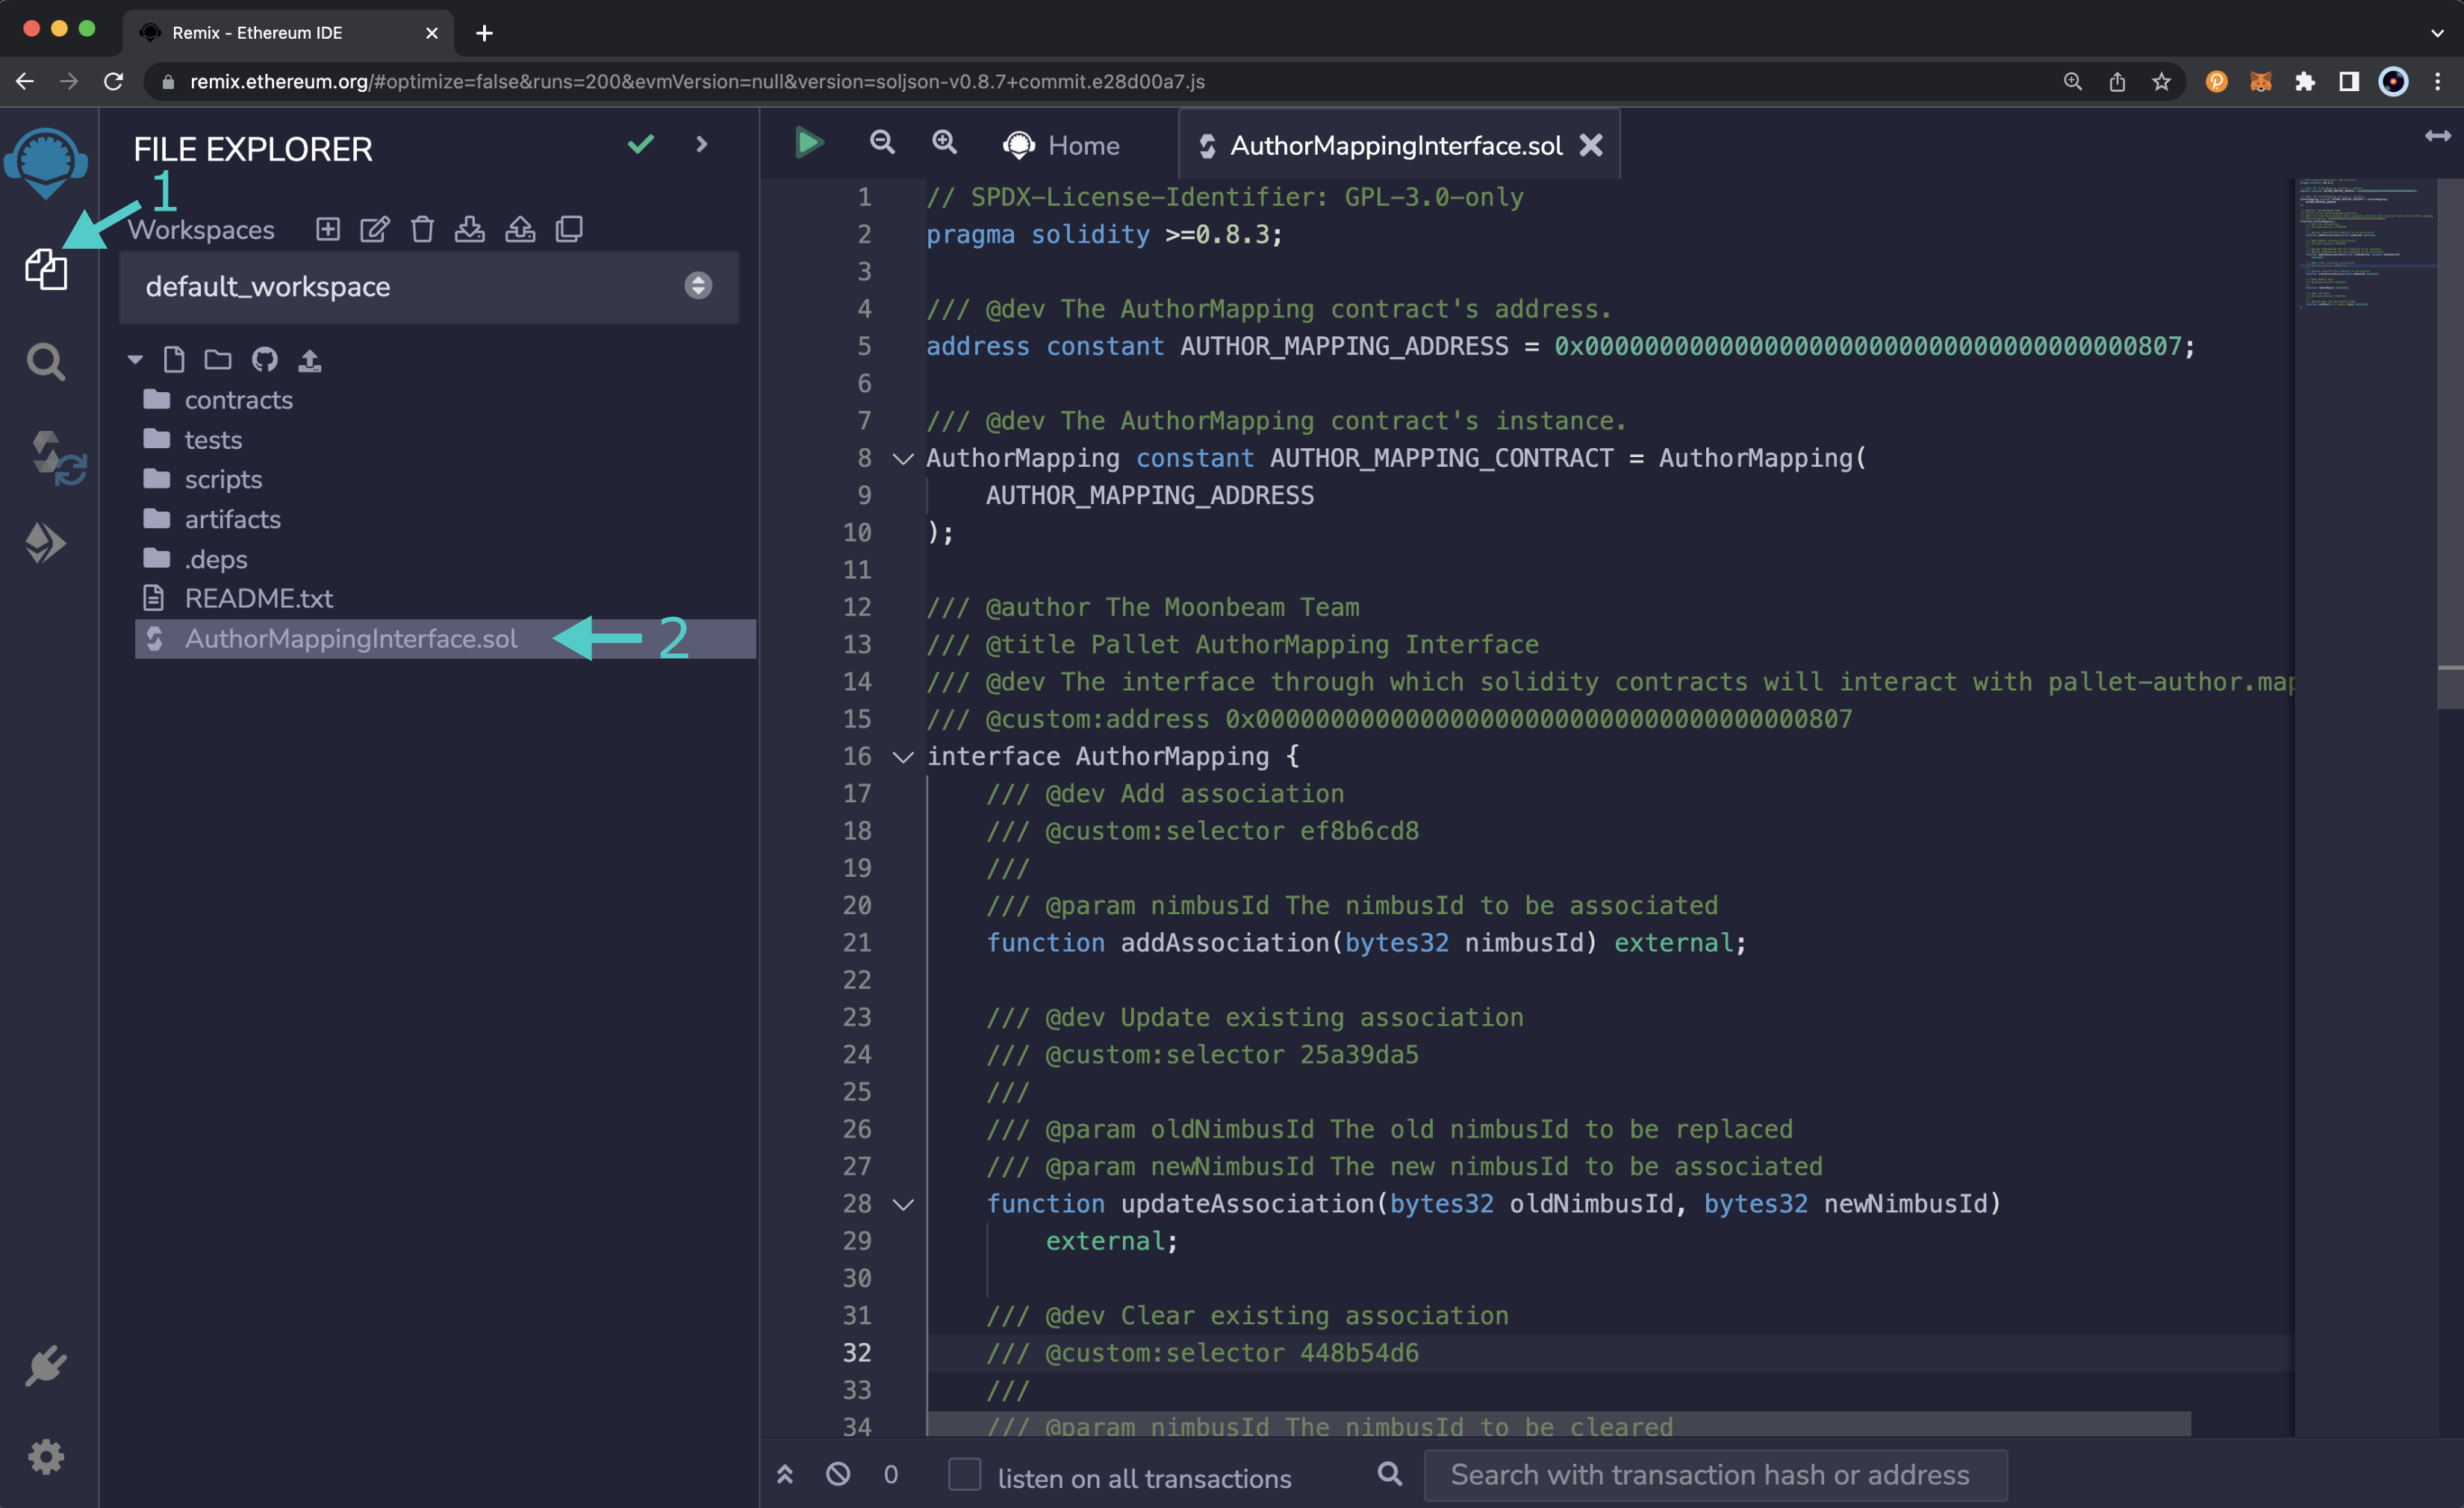 Remix - Ethereum IDE
remix.ethereum.org/#optimize=false&runs=200&evmVersion=null&version=soljson-v0.8.7+commit.e28d00a7.js
FILE EXPLORER
1
Workspaces
default_workspace
contracts
tests
scripts
artifacts
.deps
README.txt
AuthorMappingInterface.sol 2
Home
AuthorMappingInterface.sol
1 // SPDX-License-Identifier: GPL-3.0-only
2 pragma solidity >=0.8.3;
3
4 /// @dev The AuthorMapping contract's address.
5 address constant AUTHOR_MAPPING_ADDRESS = 0x0000000000000000000000000000000000000807;
6
7 /// @dev The AuthorMapping contract's instance.
8 AuthorMapping constant AUTHOR_MAPPING_CONTRACT = AuthorMapping(
9 AUTHOR_MAPPING_ADDRESS
10 );
11
12 /// @author The Moonbeam Team
13 /// @title Pallet AuthorMapping Interface
14 /// @dev The interface through which solidity contracts will interact with pallet-author.map
15 /// @custom:address 0x0000000000000000000000000000000000000807
16 interface AuthorMapping {
17 /// @dev Add association
18 /// @custom:selector ef8b6cd8
19 ///
20 /// @param nimbusId The nimbusId to be associated
21 function addAssociation(bytes32 nimbusId) external;
22
23 /// @dev Update existing association
24 /// @custom:selector 25a39da5
25 ///
26 /// @param oldNimbusId The old nimbusId to be replaced
27 /// @param newNimbusId The new nimbusId to be associated
28 function updateAssociation(bytes32 oldNimbusId, bytes32 newNimbusId)
29 external;
30
31 /// @dev Clear existing association
32 /// @custom:selector 448b54d6
33 ///
34 /// @param nimbusId The nimbusId to be cleared
0
listen on all transactions
Search with transaction hash or address